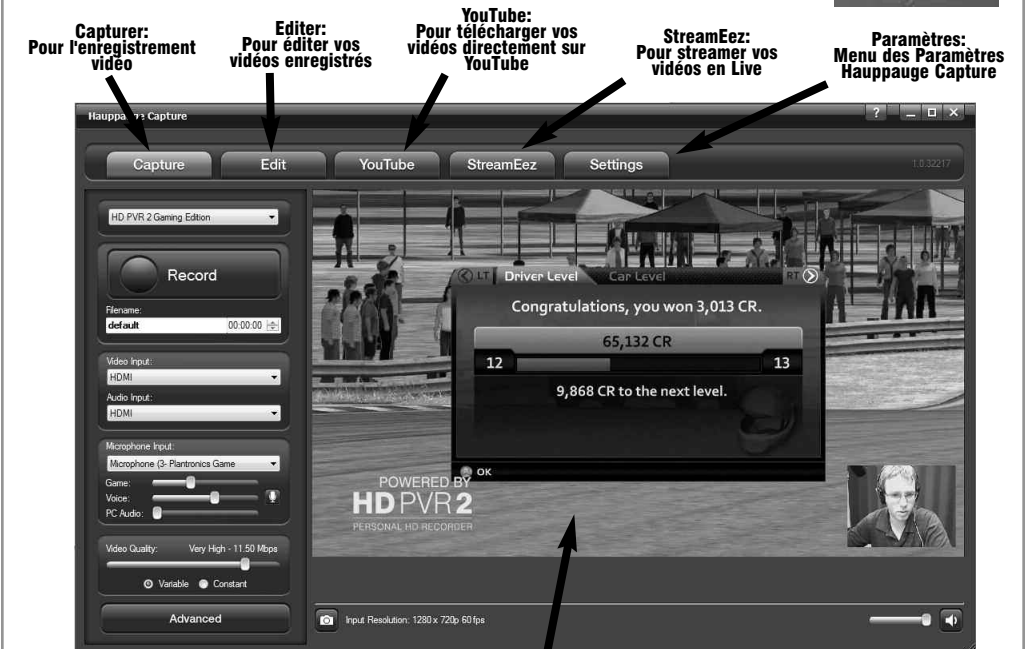 Capturer:
Pour l'enregistrement
vidéo
Editer:
Pour éditer vos
vidéos enregistrés
YouTube:
Pour télécharger vos
vidéos directement sur
YouTube
StreamEez:
Pour streamer vos
vidéos en Live
Paramètres:
Menu des Paramètres
Hauppauge Capture
Hauppauge Capture
?
Capture
Edit
YouTube
StreamEez
Settings
1.0.32217
HD PVR 2 Gaming Edition
Record
Filename:
default 00:00:00
Video Input:
HDMI
Audio Input:
HDMI
Microphone Input:
Microphone (3- Plantronics Game
Game:
Voice:
PC Audio:
Video Quality: Very High - 11.50 Mbps
Variable Constant
Advanced
LT Driver Level Car Level RT
Congratulations, you won 3,013 CR.
65,132 CR
12 13
9,868 CR to the next level.
OK
POWERED BY
HD PVR 2
PERSONAL HD RECORDER
Input Resolution: 1280 x 720p 60 fps